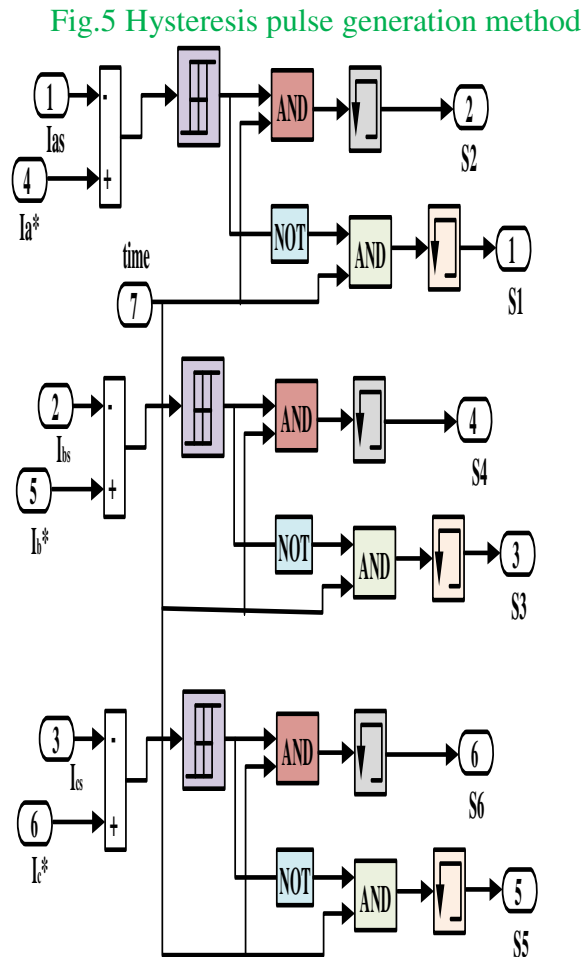 Fig.5 Hysteresis pulse generation method
1
-
Ias
4
+
Ia*
AND
2
S2
NOT
AND
1
S1
time
7
2
-
Ibs
5
+
Ib*
AND
4
S4
NOT
AND
3
S3
3
-
Ics
6
+
Ic*
AND
6
S6
NOT
AND
5
S5